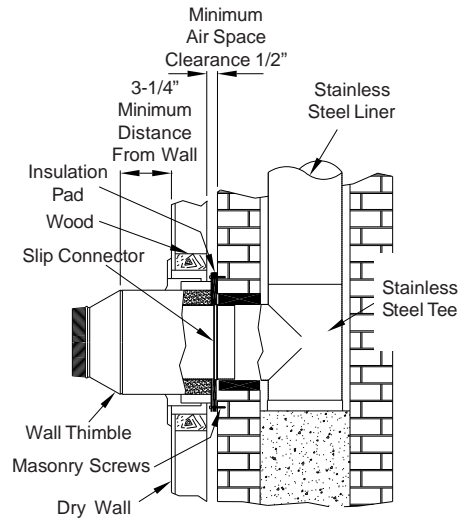 Minimum
Air Space
Clearance 1/2”
3-1/4”
Minimum
Distance
From Wall
Stainless
Steel Liner
Insulation
Pad
Wood
Slip Connector
Stainless
Steel Tee
Wall Thimble
Masonry Screws
Dry Wall